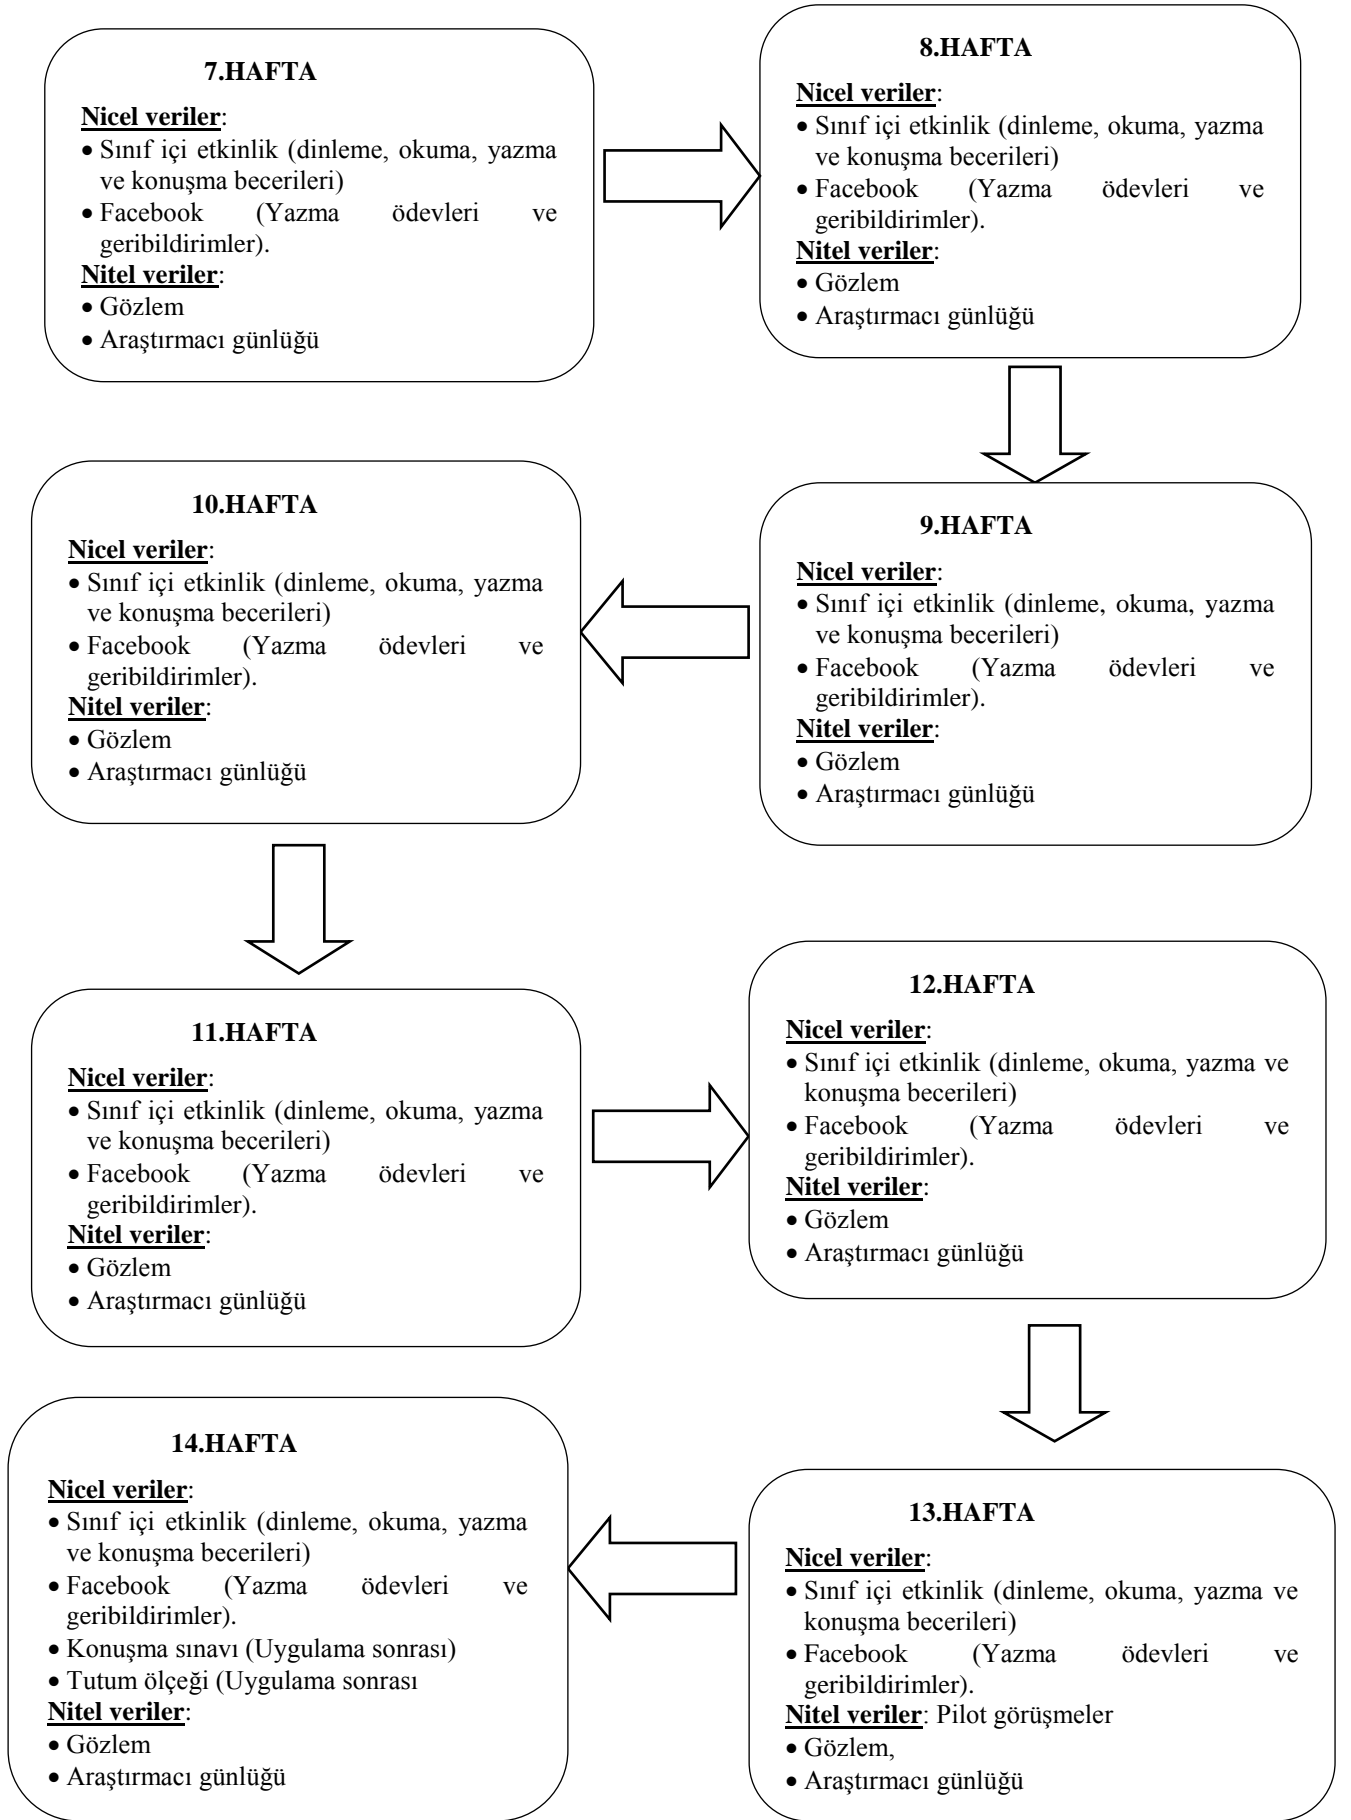 7.HAFTA
Nicel veriler:
• Sınıf içi etkinlik (dinleme, okuma, yazma
ve konuşma becerileri)
• Facebook (Yazma ödevleri ve
geribildirimler).
Nitel veriler:
• Gözlem
• Araştırmacı günlüğü
8.HAFTA
Nicel veriler:
• Sınıf içi etkinlik (dinleme, okuma, yazma
ve konuşma becerileri)
• Facebook (Yazma ödevleri ve
geribildirimler).
Nitel veriler:
• Gözlem
• Araştırmacı günlüğü
9.HAFTA
Nicel veriler:
• Sınıf içi etkinlik (dinleme, okuma, yazma
ve konuşma becerileri)
• Facebook (Yazma ödevleri ve
geribildirimler).
Nitel veriler:
• Gözlem
• Araştırmacı günlüğü
10.HAFTA
Nicel veriler:
• Sınıf içi etkinlik (dinleme, okuma, yazma
ve konuşma becerileri)
• Facebook (Yazma ödevleri ve
geribildirimler).
Nitel veriler:
• Gözlem
• Araştırmacı günlüğü
11.HAFTA
Nicel veriler:
• Sınıf içi etkinlik (dinleme, okuma, yazma
ve konuşma becerileri)
• Facebook (Yazma ödevleri ve
geribildirimler).
Nitel veriler:
• Gözlem
• Araştırmacı günlüğü
12.HAFTA
Nicel veriler:
• Sınıf içi etkinlik (dinleme, okuma, yazma ve
konuşma becerileri)
• Facebook (Yazma ödevleri ve
geribildirimler).
Nitel veriler:
• Gözlem
• Araştırmacı günlüğü
13.HAFTA
Nicel veriler:
• Sınıf içi etkinlik (dinleme, okuma, yazma ve
konuşma becerileri)
• Facebook (Yazma ödevleri ve
geribildirimler).
Nitel veriler: Pilot görüşmeler
• Gözlem,
• Araştırmacı günlüğü
14.HAFTA
Nicel veriler:
• Sınıf içi etkinlik (dinleme, okuma, yazma
ve konuşma becerileri)
• Facebook (Yazma ödevleri ve
geribildirimler).
• Konuşma sınavı (Uygulama sonrası)
• Tutum ölçeği (Uygulama sonrası
Nitel veriler:
• Gözlem
• Araştırmacı günlüğü